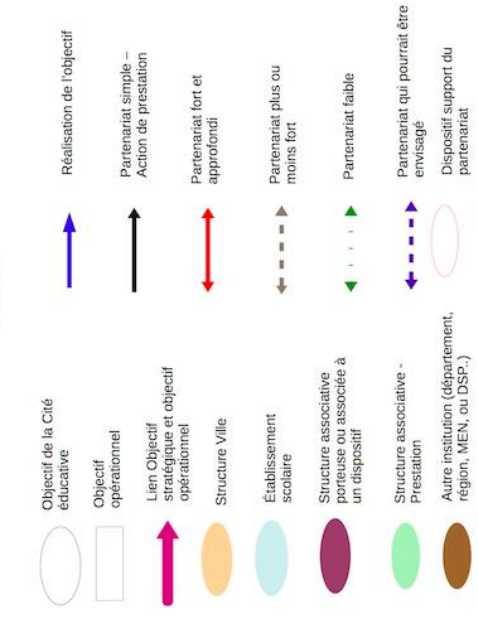 Objectif de la Cité
éducative
Objectif
opérationnel
Lien Objectif
stratégique et objectif
opérationnel
Structure Ville
Établissement
scolaire
Structure associative
porteuse ou associée à
un dispositif
Structure associative -
Prestation
Autre institution (département,
région, MEN, ou DSP..)
Réalisation de l'objectif
Partenariat simple –
Action de prestation
Partenariat fort et
approfondi
Partenariat plus ou
moins fort
Partenariat faible
Partenariat qui pourrait être
envisagé
Dispositif support du
partenariat